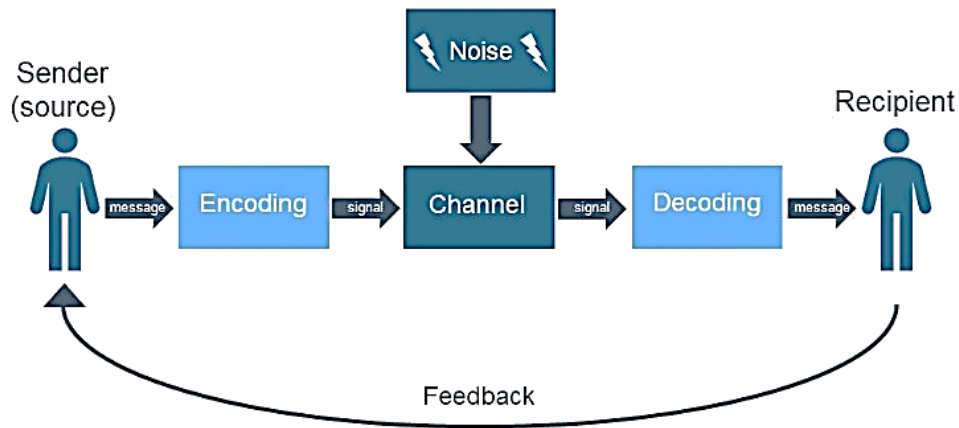 Noise
Sender
(source)
Recipient
message
Encoding
signal
Channel
signal
Decoding
message
Feedback